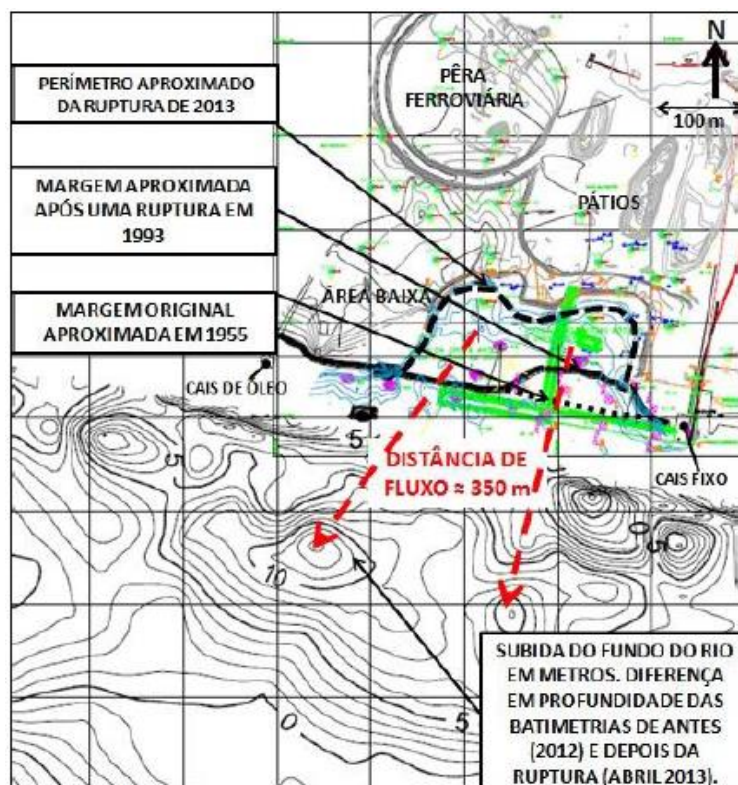 N
PÊRA
FERROVIÁRIA
PERÍMETRO APROXIMADO
DA RUPTURA DE 2013
100 m
MARGEM APROXIMADA
APÓS UMA RUPTURA EM
1993
PÁTIOS
ÁREA BAIXA
MARGEM ORIGINAL
APROXIMADA EM 1955
CAIS DE ÓLEO
5
DISTÂNCIA DE
FLUXO ≈ 350 m
CAIS FIXO
5
0
5
10
0
5
SUBIDA DO FUNDO DO RIO
EM METROS. DIFERENÇA
EM PROFUNDIDADE DAS
BATIMETRIAS DE ANTES
(2012) E DEPOIS DA
RUPTURA (ABRIL 2013).